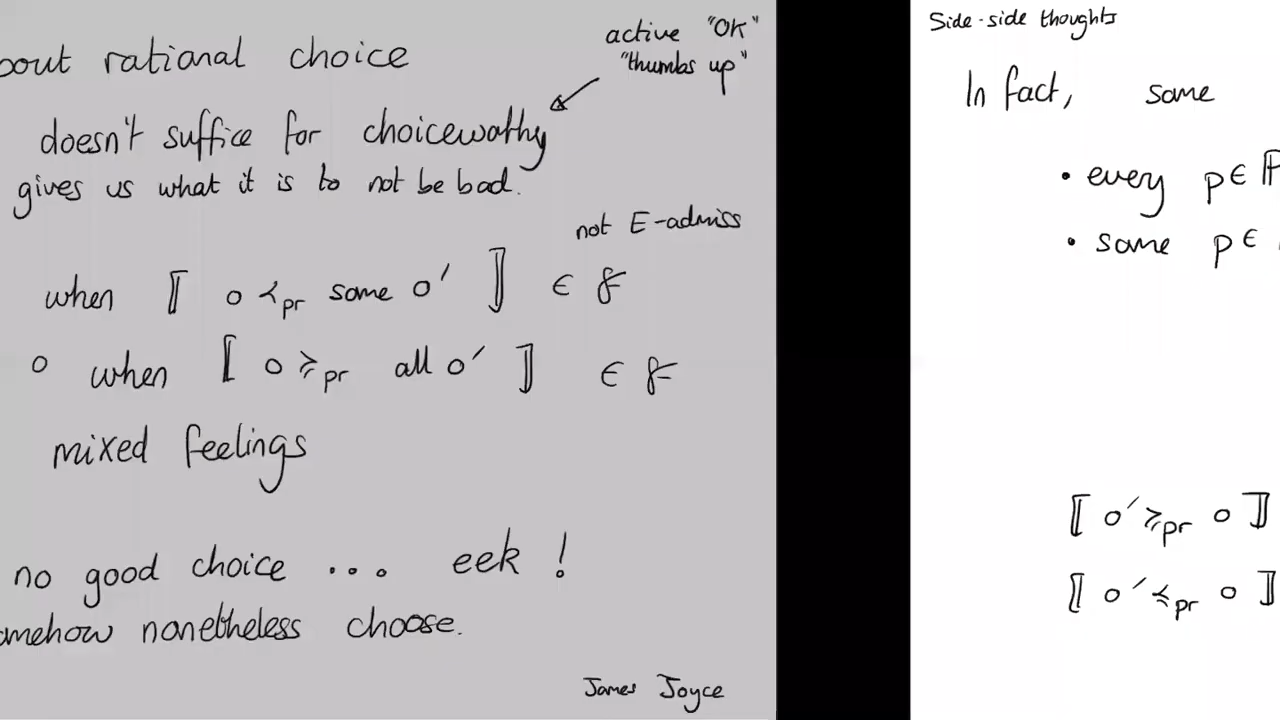 active "OK"
"thumbs up"
bout rational choice
doesn't suffice for choicewothy
gives us what it is to not be bad.
not E-admiss
when ⟦ o ≺pr some o′ ⟧ ∈ F
o when ⟦ o ≽pr all o′ ⟧ ∈ F
mixed feelings
no good choice ... eek !
mehow nonetheless choose.
James Joyce
Side-side thoughts
In fact, some
• every p ∈ ℙ
• some p ∈
⟦ o′ ≽pr o ⟧
⟦ o′ ≼pr o ⟧